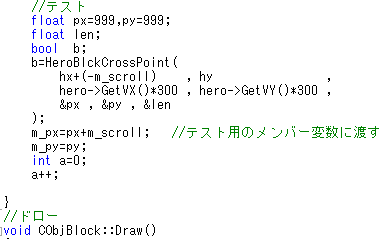 //テスト
float px=999,py=999;
float len;
bool  b;
b=HeroBlckCrossPoint(
hx+(-m_scroll)    , hy              ,
hero->GetVX()*300 , hero->GetVY()*300 ,
&px , &py , &len
);
m_px=px+m_scroll;   //テスト用のメンバー変数に渡す
m_py=py;
int a=0;
a++;
}
//ドロー
void CObjBlock::Draw()